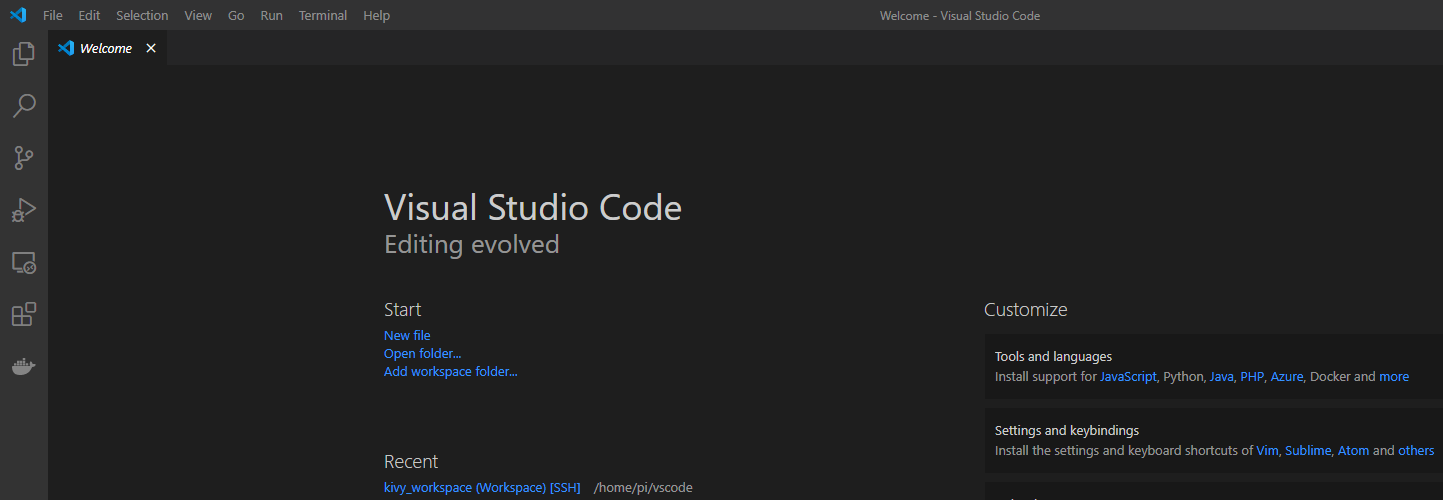 File Edit Selection View Go Run Terminal Help Welcome - Visual Studio Code
Welcome
Visual Studio Code
Editing evolved
Start
New file
Open folder...
Add workspace folder...
Recent
kivy_workspace (Workspace) [SSH] /home/pi/vscode
Customize
Tools and languages
Install support for JavaScript, Python, Java, PHP, Azure, Docker and more
Settings and keybindings
Install the settings and keyboard shortcuts of Vim, Sublime, Atom and others